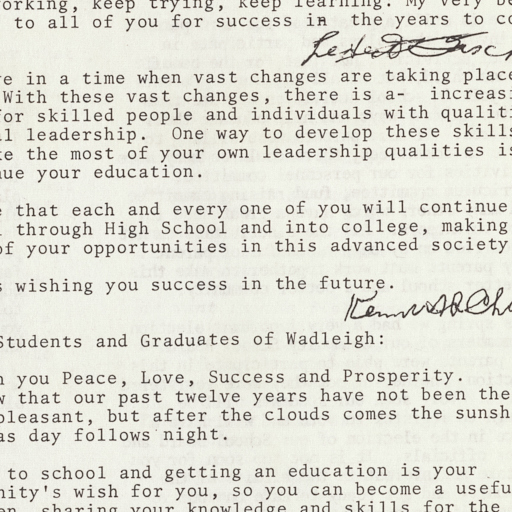 orking, keep trying, keep learning. My very be
to all of you for success in the years to co
e in a time when vast changes are taking place
With these vast changes, there is a- increasi
for skilled people and individuals with qualiti
l leadership. One way to develop these skills
e the most of your own leadership qualities is
nue your education.
e that each and every one of you will continue
through High School and into college, making
of your opportunities in this advanced society
s wishing you success in the future.
Students and Graduates of Wadleigh:
h you Peace, Love, Success and Prosperity.
w that our past twelve years have not been the
pleasant, but after the clouds comes the sunsh
as day follows night.
to school and getting an education is your
nity's wish for you, so you can become a usefu
en, sharing your knowledge and skills for the